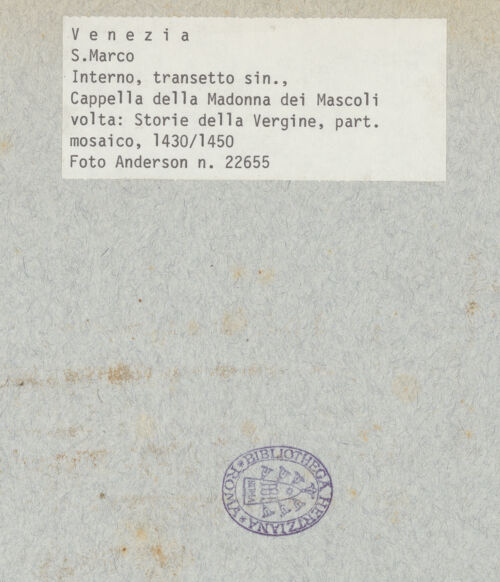 Venezia
S.Marco
Interno, transetto sin.,
Cappella della Madonna dei Mascoli
volta: Storie della Vergine, part.
mosaico, 1430/1450
Foto Anderson n. 22655
BIBLIOTHECA HERTZIANA
ROMA